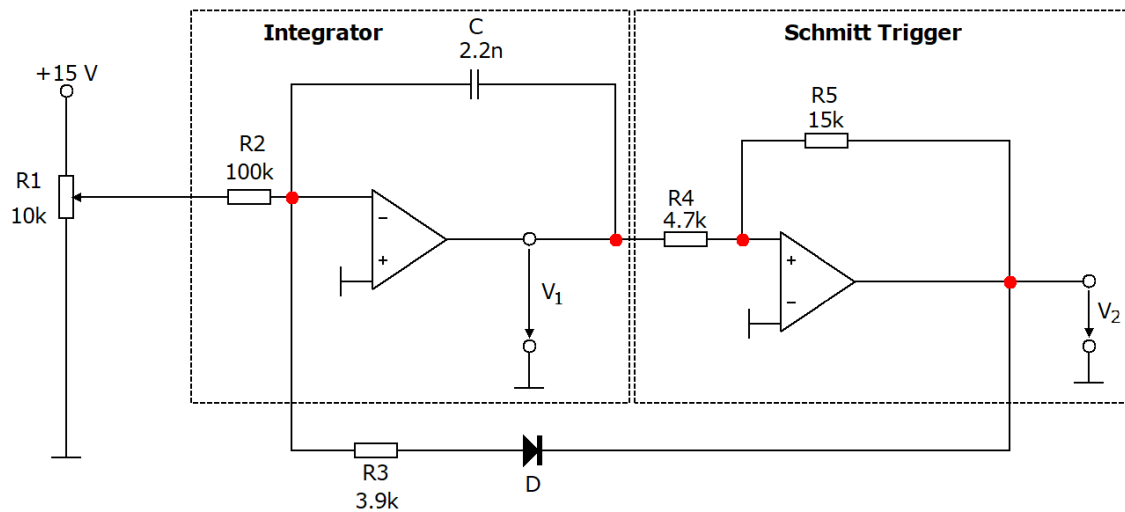 Integrator
Schmitt Trigger
C
2.2n
+15 V
R5
15k
R2
100k
R1
10k
R4
4.7k
−
+
+
−
V1
V2
R3
3.9k
D